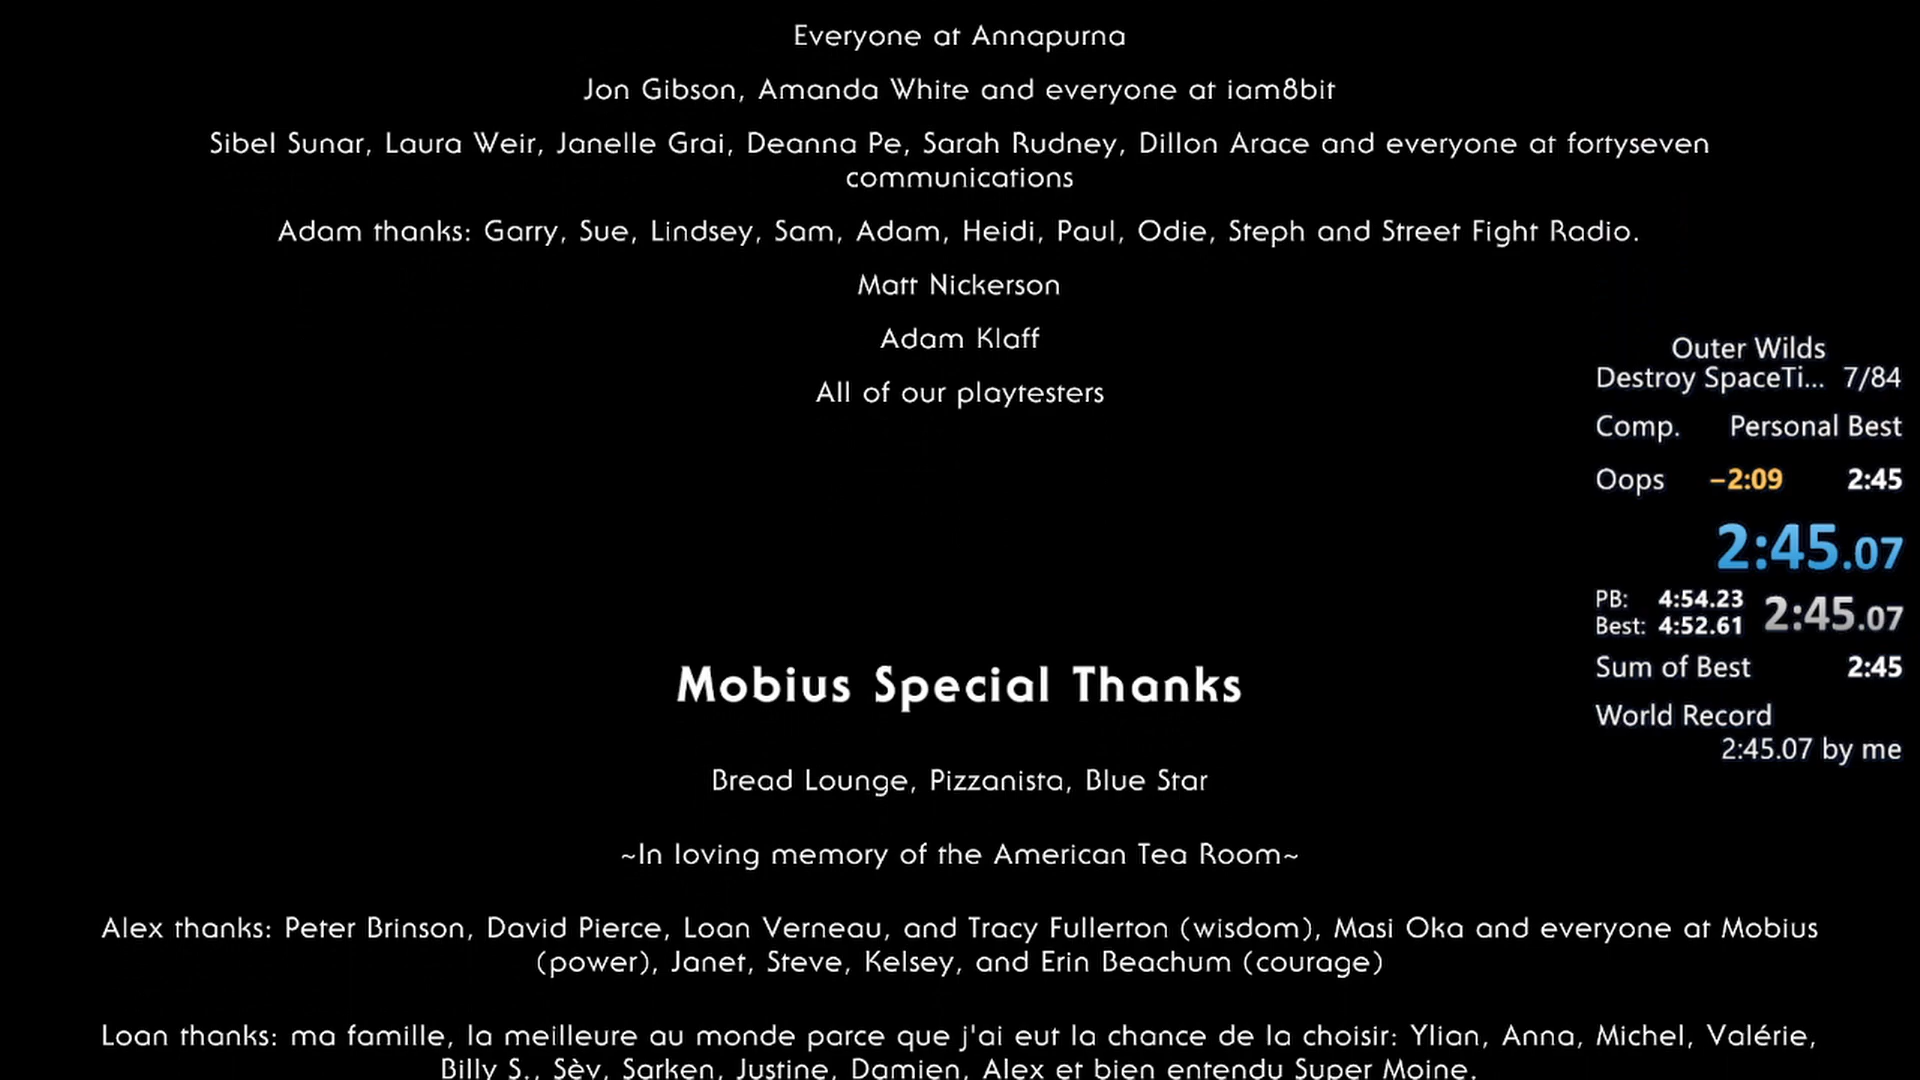 Everyone at Annapurna
Jon Gibson, Amanda White and everyone at iam8bit
Sibel Sunar, Laura Weir, Janelle Grai, Deanna Pe, Sarah Rudney, Dillon Arace and everyone at fortyseven
communications
Adam thanks: Garry, Sue, Lindsey, Sam, Adam, Heidi, Paul, Odie, Steph and Street Fight Radio.
Matt Nickerson
Adam Klaff
All of our playtesters
Mobius Special Thanks
Bread Lounge, Pizzanista, Blue Star
~In loving memory of the American Tea Room~
Alex thanks: Peter Brinson, David Pierce, Loan Verneau, and Tracy Fullerton (wisdom), Masi Oka and everyone at Mobius
(power), Janet, Steve, Kelsey, and Erin Beachum (courage)
Loan thanks: ma famille, la meilleure au monde parce que j'ai eut la chance de la choisir: Ylian, Anna, Michel, Valérie,
Billy S., Sèv, Sarken, Justine, Damien, Alex et bien entendu Super Moine.
Outer Wilds
Destroy SpaceTi... 7/84
Comp. Personal Best
Oops −2:09 2:45
2:45.07
PB: 4:54.23 2:45.07
Best: 4:52.61
Sum of Best 2:45
World Record
2:45.07 by me